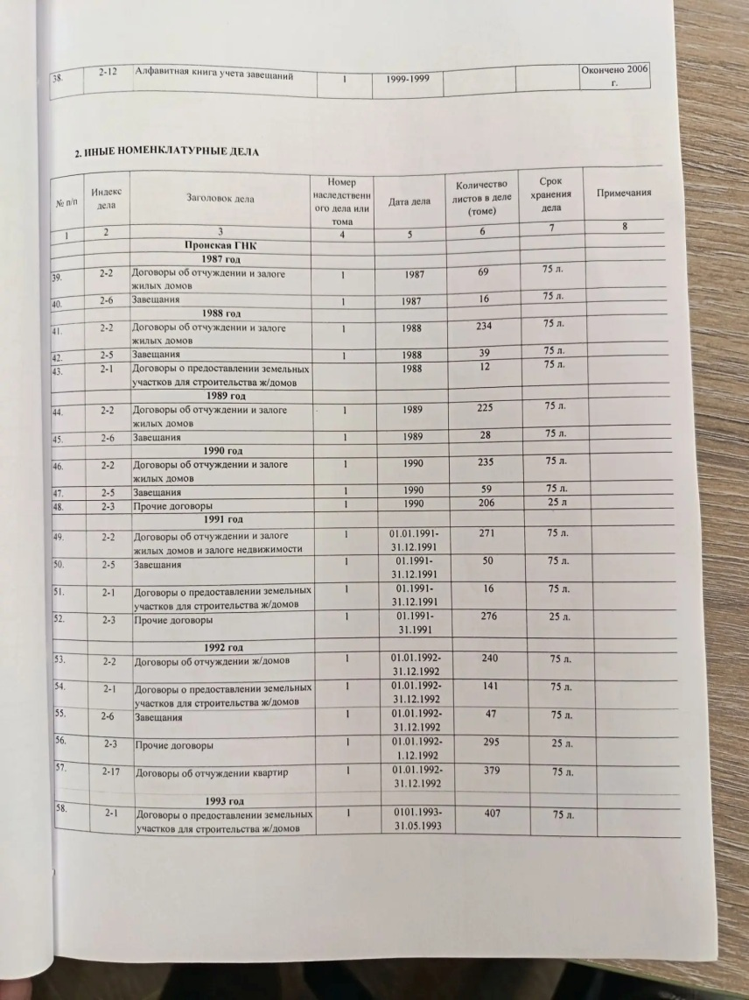 38. 2-12 Алфавитная книга учета завещаний 1 1999-1999 Окончено 2006
г.
2. ИНЫЕ НОМЕНКЛАТУРНЫЕ ДЕЛА
№ п/п Индекс дела Заголовок дела Номер наследственн ого дела или тома Дата дела Количество листов в деле (томе) Срок хранения дела Примечания
1 2 3 4 5 6 7 8
Пронская ГНК
1987 год
39. 2-2 Договоры об отчуждении и залоге 1 1987 69 75 л.
жилых домов
40. 2-6 Завещания 1 1987 16 75 л.
1988 год
41. 2-2 Договоры об отчуждении и залоге 1 1988 234 75 л.
жилых домов
42. 2-5 Завещания 1 1988 39 75 л.
43. 2-1 Договоры о предоставлении земельных 1988 12 75 л.
участков для строительства ж/домов
1989 год
44. 2-2 Договоры об отчуждении и залоге 1 1989 225 75 л.
жилых домов
45. 2-6 Завещания 1 1989 28 75 л.
1990 год
46. 2-2 Договоры об отчуждении и залоге 1 1990 235 75 л.
жилых домов
47. 2-5 Завещания 1 1990 59 75 л.
48. 2-3 Прочие договоры 1 1990 206 25 л
1991 год
49. 2-2 Договоры об отчуждении и залоге 1 01.01.1991- 271 75 л.
жилых домов и залоге недвижимости 31.12.1991
50. 2-5 Завещания 1 01.1991- 50 75 л.
31.12.1991
51. 2-1 Договоры о предоставлении земельных 1 01.1991- 16 75 л.
участков для строительства ж/домов 31.12.1991
52. 2-3 Прочие договоры 1 01.1991- 276 25 л.
31.1991
1992 год
53. 2-2 Договоры об отчуждении ж/домов 1 01.01.1992- 240 75 л.
31.12.1992
54. 2-1 Договоры о предоставлении земельных 1 01.01.1992- 141 75 л.
участков для строительства ж/домов 31.12.1992
55. 2-6 Завещания 1 01.01.1992- 47 75 л.
31.12.1992
56. 2-3 Прочие договоры 1 01.01.1992- 295 25 л.
1.12.1992
57. 2-17 Договоры об отчуждении квартир 1 01.01.1992- 379 75 л.
31.12.1992
1993 год
58. 2-1 Договоры о предоставлении земельных 1 0101.1993- 407 75 л.
участков для строительства ж/домов 31.05.1993